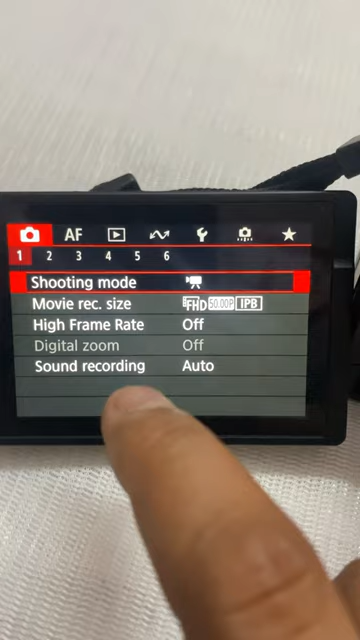 AF
1 2 3 4 5 6
Shooting mode
Movie rec. size FHD 50.00P IPB
High Frame Rate Off
Digital zoom Off
Sound recording Auto